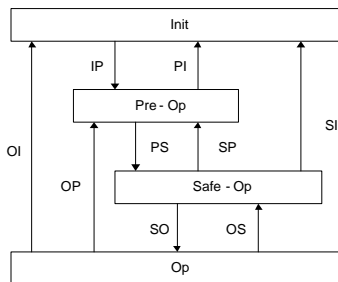 Init
IP
PI
Pre - Op
SI
OI
PS
SP
OP
Safe - Op
SO
OS
Op